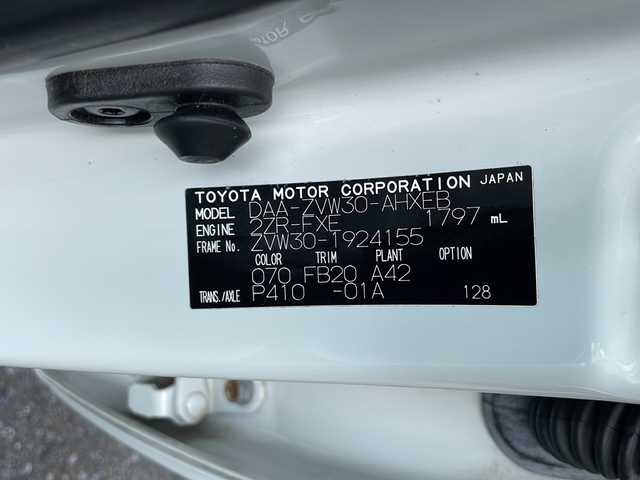 TOYOTA MOTOR CORPORATION JAPAN
MODEL DAA-ZVW30-AHXEB
ENGINE 2ZR-FXE 1797 mL
FRAME No. ZVW30-1924155
COLOR TRIM PLANT OPTION
070 FB20 A42
TRANS./AXLE P410 -01A 128